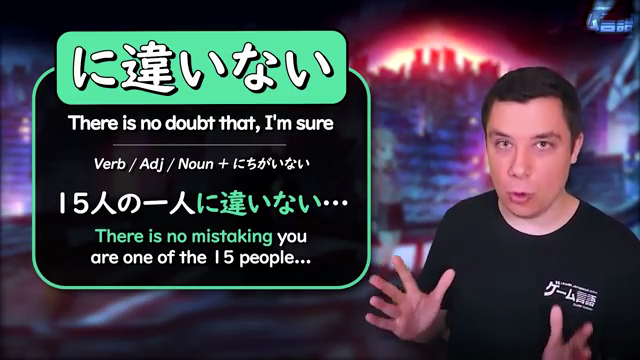 に違いない
There is no doubt that, I'm sure
Verb / Adj / Noun + にちがいない
15人の一人に違いない…
There is no mistaking you
are one of the 15 people...
ゲーム言語
言語